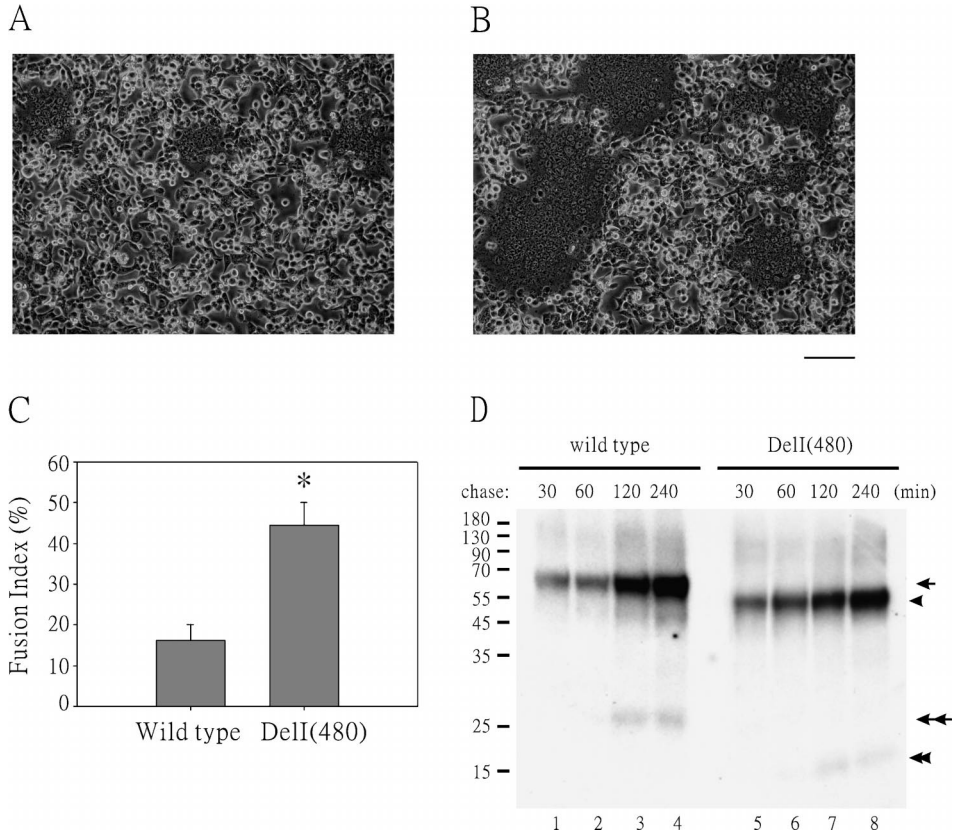 A
B
C
60
50
40
30
20
10
0
Fusion Index (%)
Wild type DelI(480)
*
D
wild type DelI(480)
chase: 30 60 120 240 30 60 120 240 (min)
180
130
90
70
55
45
35
25
15
1 2 3 4 5 6 7 8